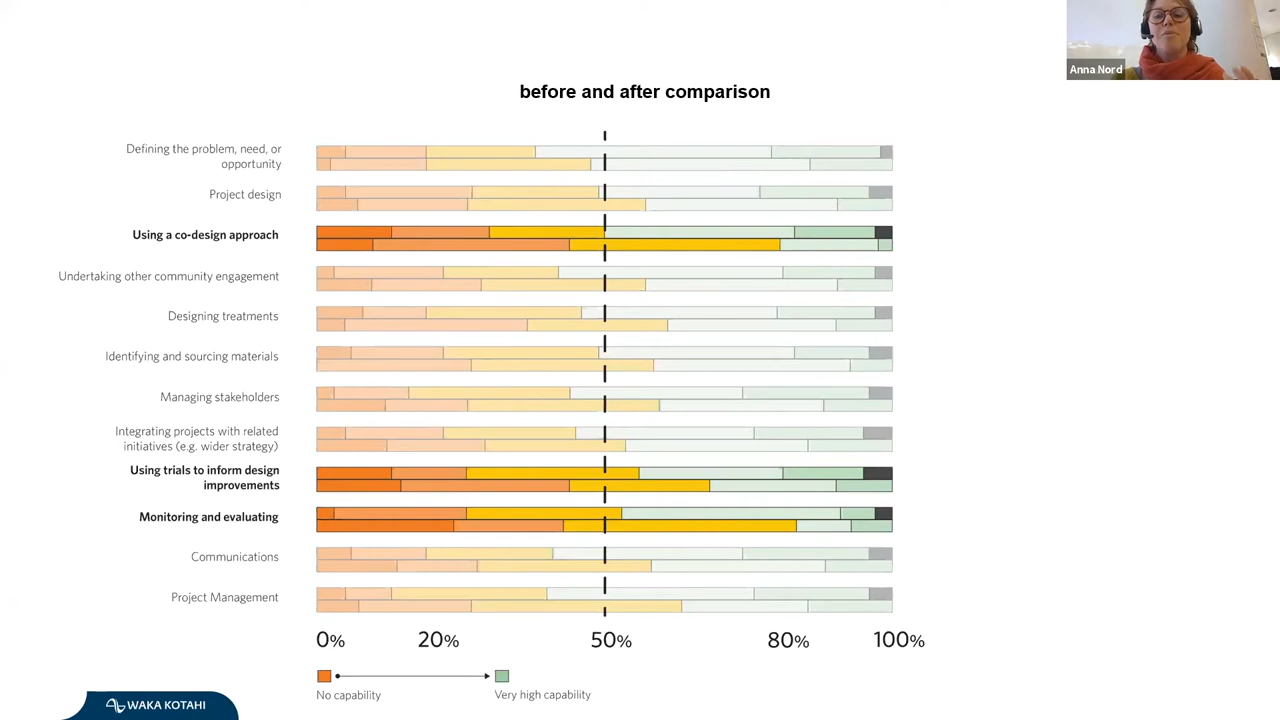 Anna Nord
before and after comparison
Defining the problem, need, or
opportunity
Project design
Using a co-design approach
Undertaking other community engagement
Designing treatments
Identifying and sourcing materials
Managing stakeholders
Integrating projects with related
initiatives (e.g. wider strategy)
Using trials to inform design
improvements
Monitoring and evaluating
Communications
Project Management
0% 20% 50% 80% 100%
No capability Very high capability
WAKA KOTAHI